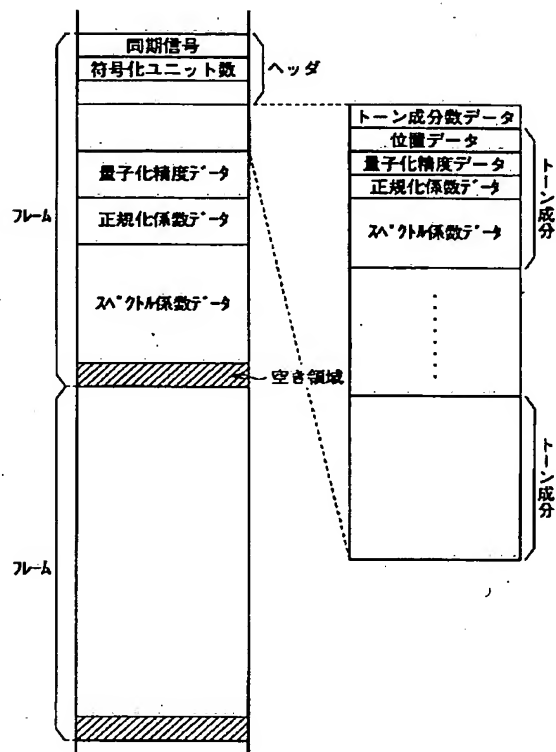 同期信号
符号化ユニット数
ヘッダ
量子化精度データ
正規化係数データ
スペクトル係数データ
空き領域
フレーム
フレーム
トーン成分数データ
位置データ
量子化精度データ
正規化係数データ
スペクトル係数データ
トーン成分
トーン成分